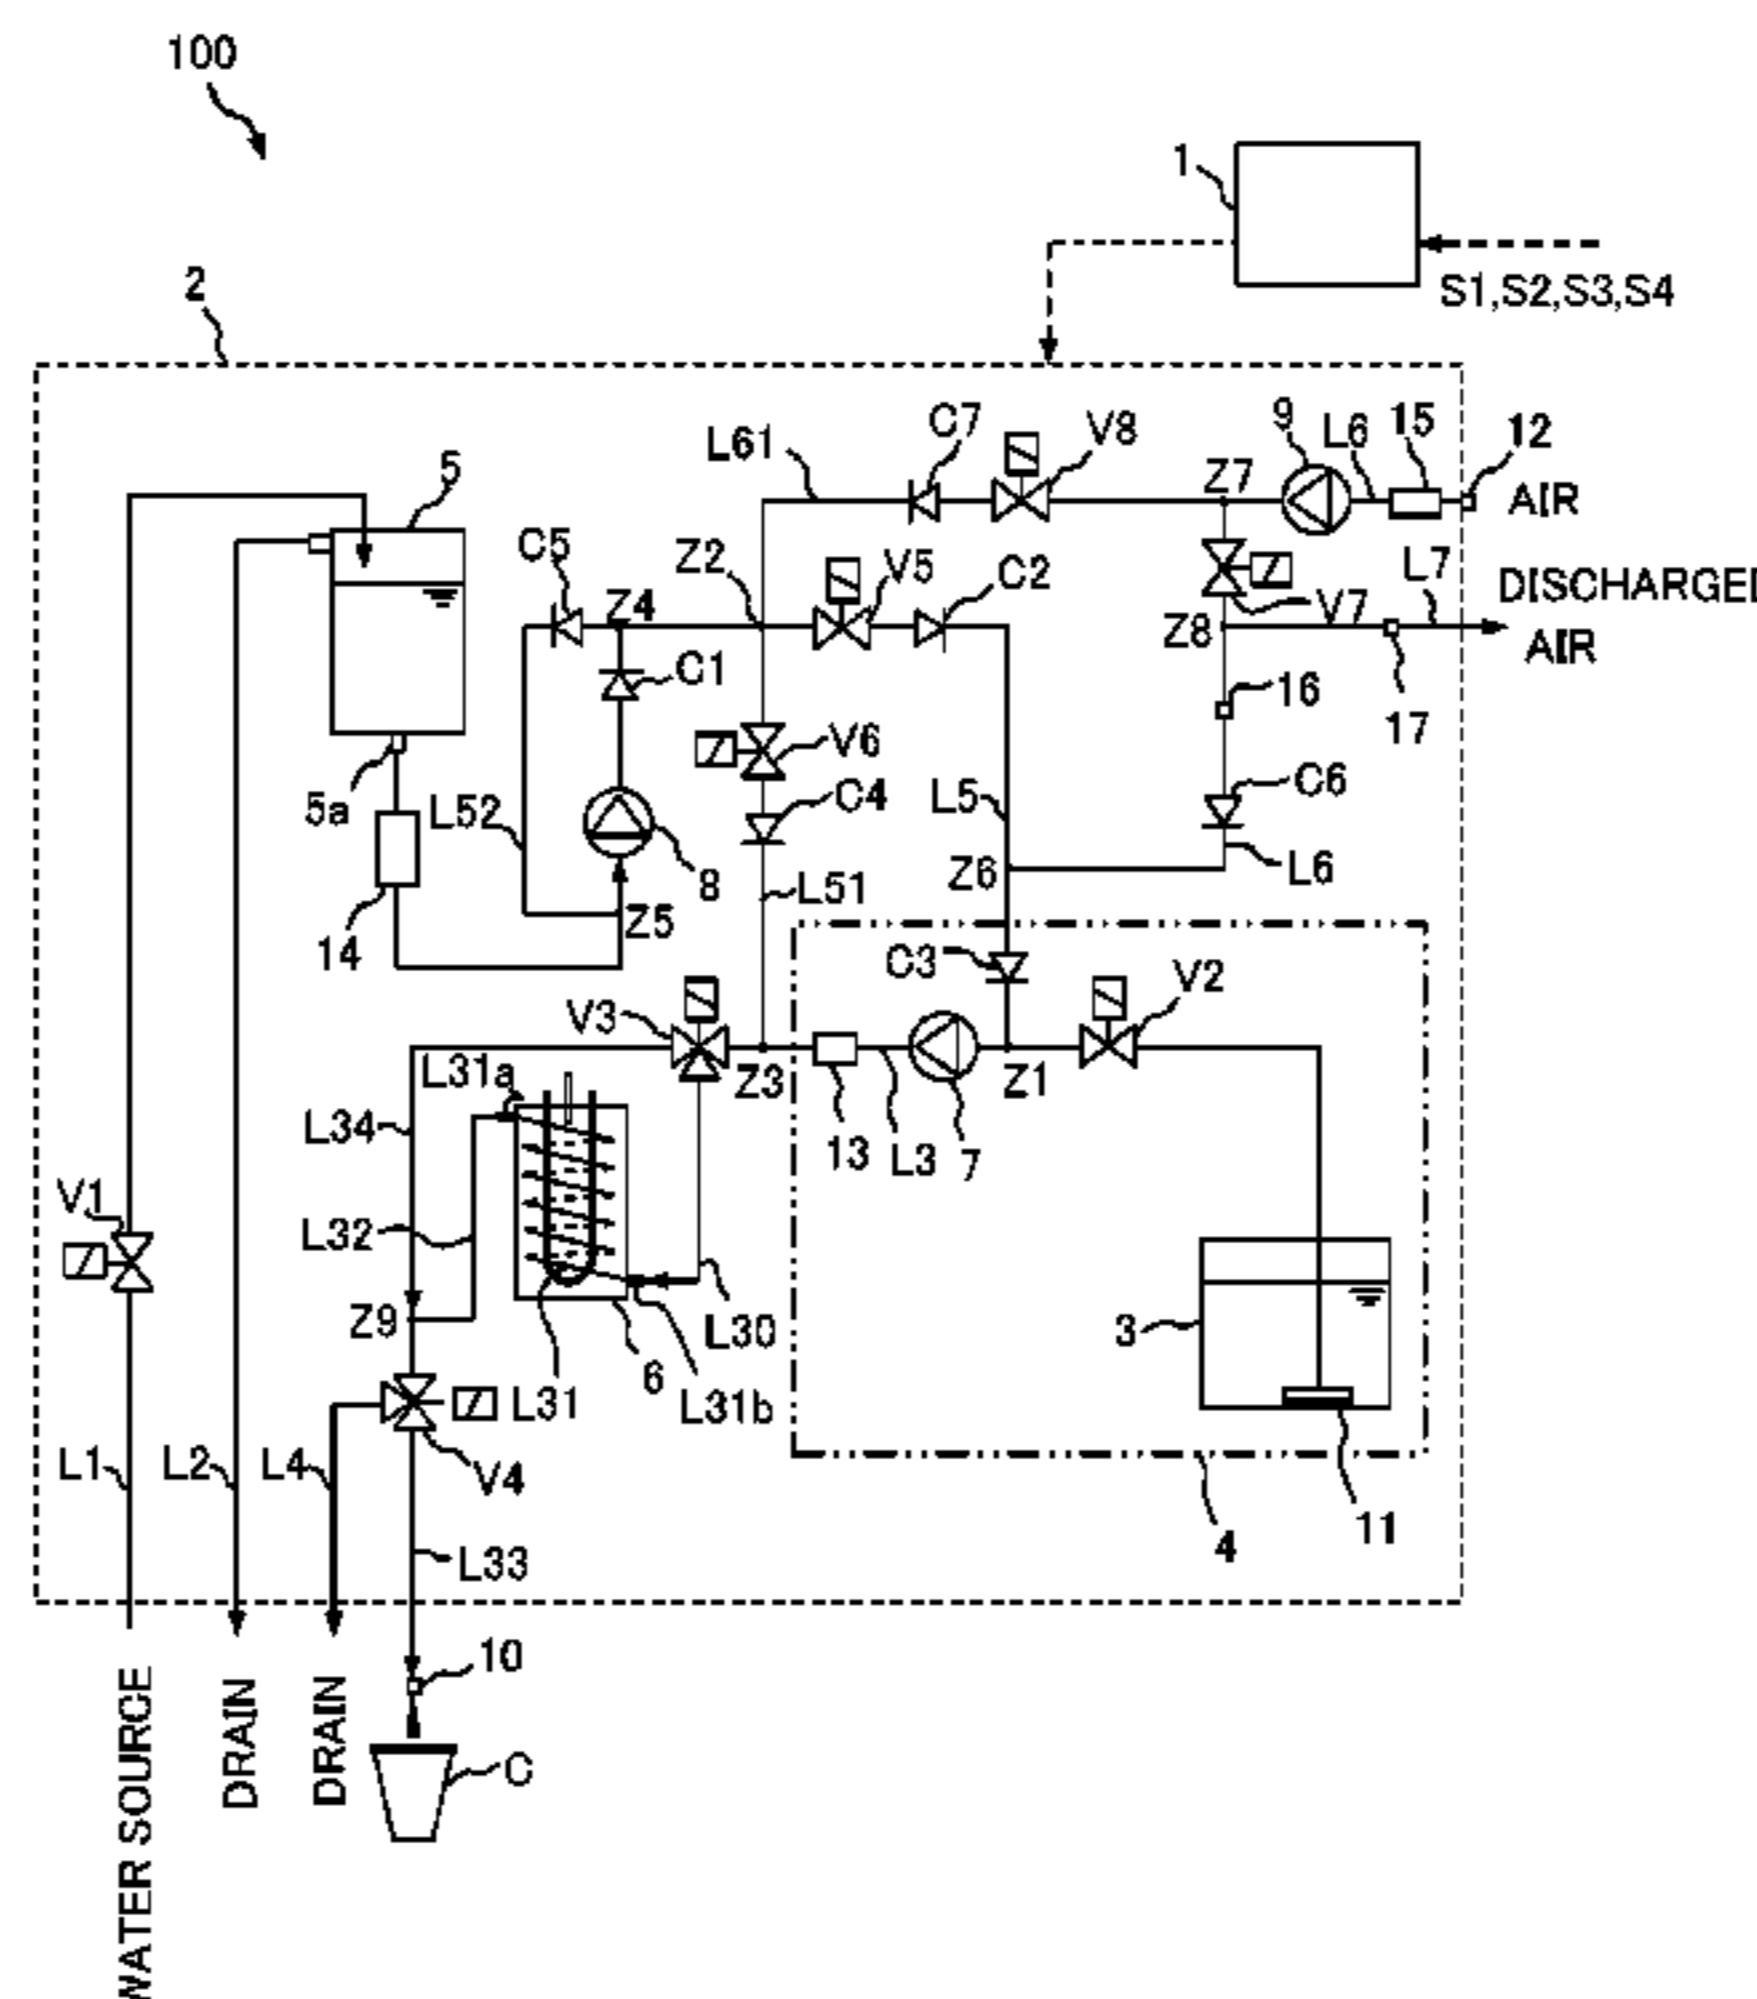 100
1
S1,S2,S3,S4
2
L61
C7
V8
9
L6
15
12
Z7
AIR
5
C5
Z2
V5
C2
L7
DISCHARGED
AIR
Z4
Z8
V7
C1
16
17
V6
5a
L52
C4
L5
C6
8
Z6
L6
L51
14
Z5
C3
V2
V3
L31a
Z3
Z1
L34
13
L3
7
V1
L32
Z9
L30
3
6
L31
L31b
L1
L2
L4
V4
11
4
L33
10
C
WATER SOURCE
DRAIN
DRAIN